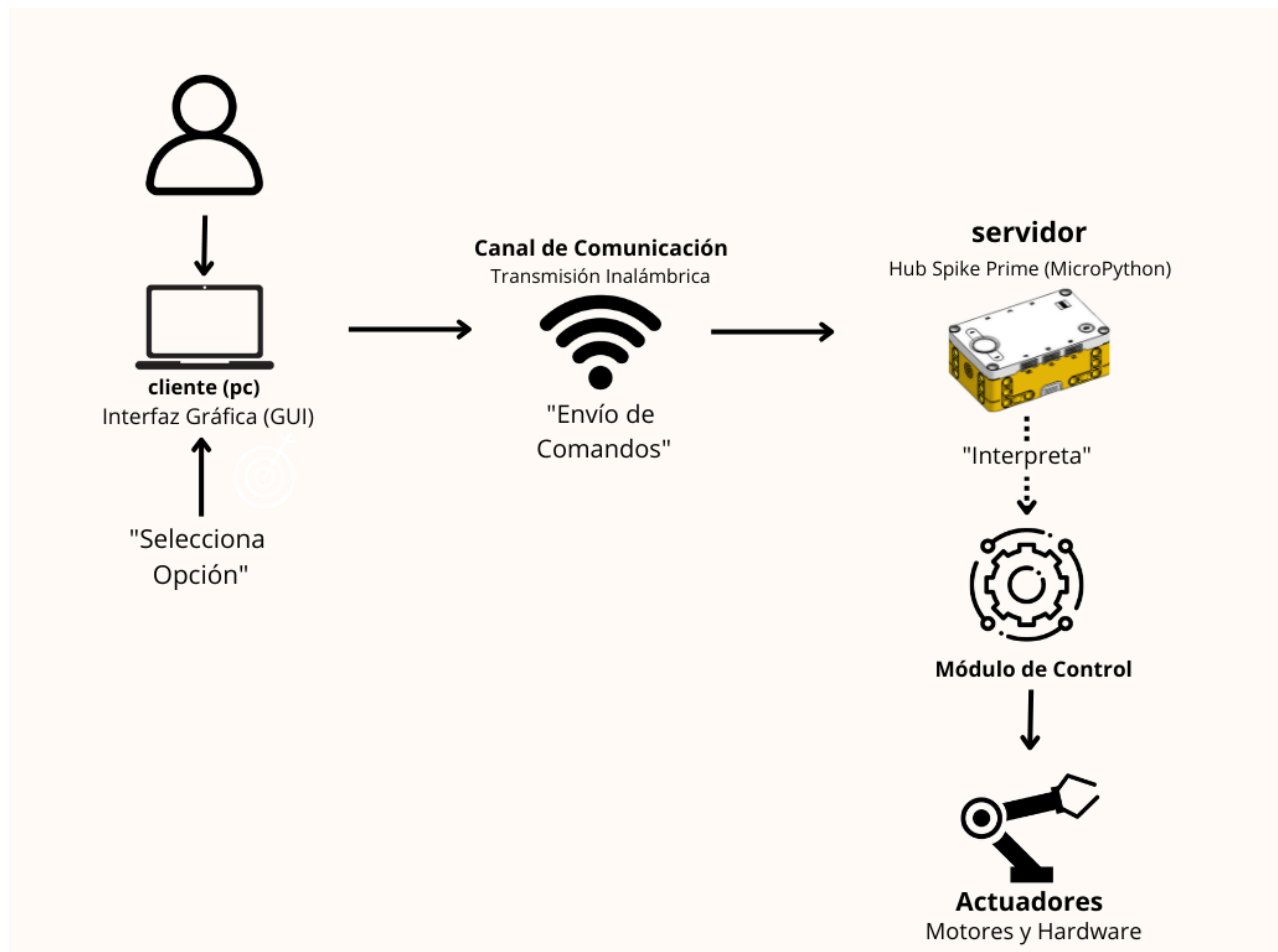 cliente (pc)
Interfaz Gráfica (GUI)
"Selecciona
Opción"
Canal de Comunicación
Transmisión Inalámbrica
"Envío de
Comandos"
servidor
Hub Spike Prime (MicroPython)
"Interpreta"
Módulo de Control
Actuadores
Motores y Hardware